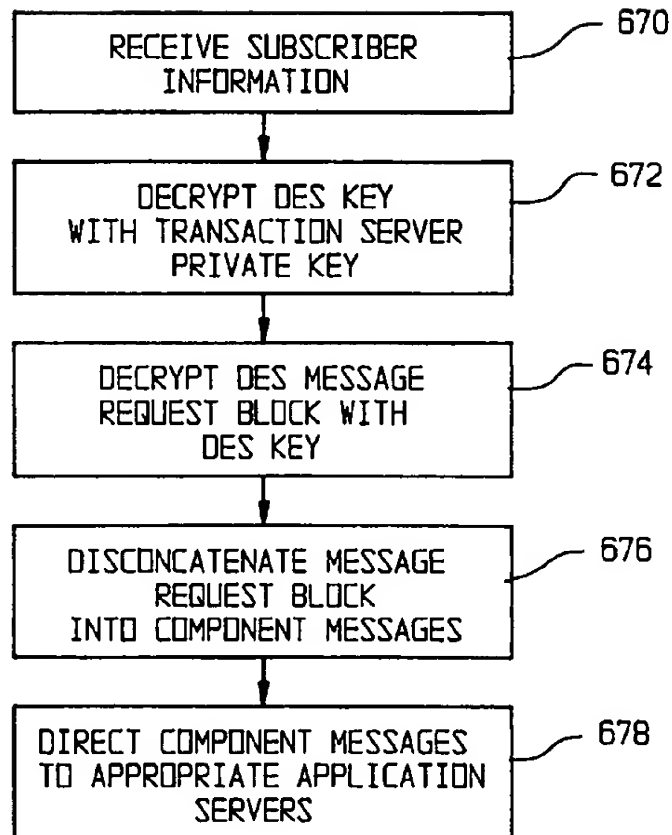 670
RECEIVE SUBSCRIBER
INFORMATION
672
DECRYPT DES KEY
WITH TRANSACTION SERVER
PRIVATE KEY
674
DECRYPT DES MESSAGE
REQUEST BLOCK WITH
DES KEY
676
DISCONCATENATE MESSAGE
REQUEST BLOCK
INTO COMPONENT MESSAGES
678
DIRECT COMPONENT MESSAGES
TO APPROPRIATE APPLICATION
SERVERS